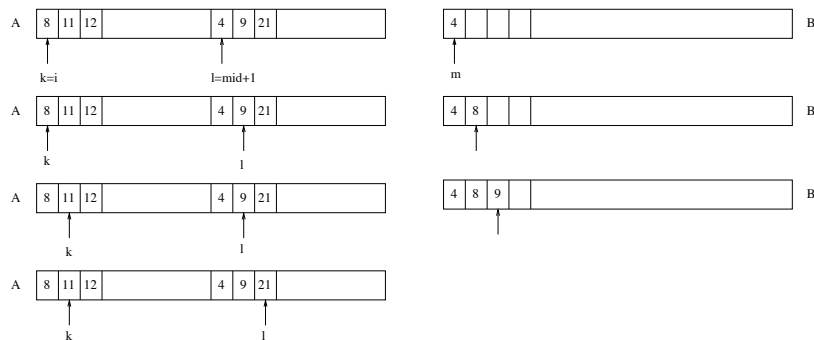 A 8 11 12 4 9 21 4 B
k=i l=mid+1 m
A 8 11 12 4 9 21 4 8 B
k l
A 8 11 12 4 9 21 4 8 9 B
k l
A 8 11 12 4 9 21
k l